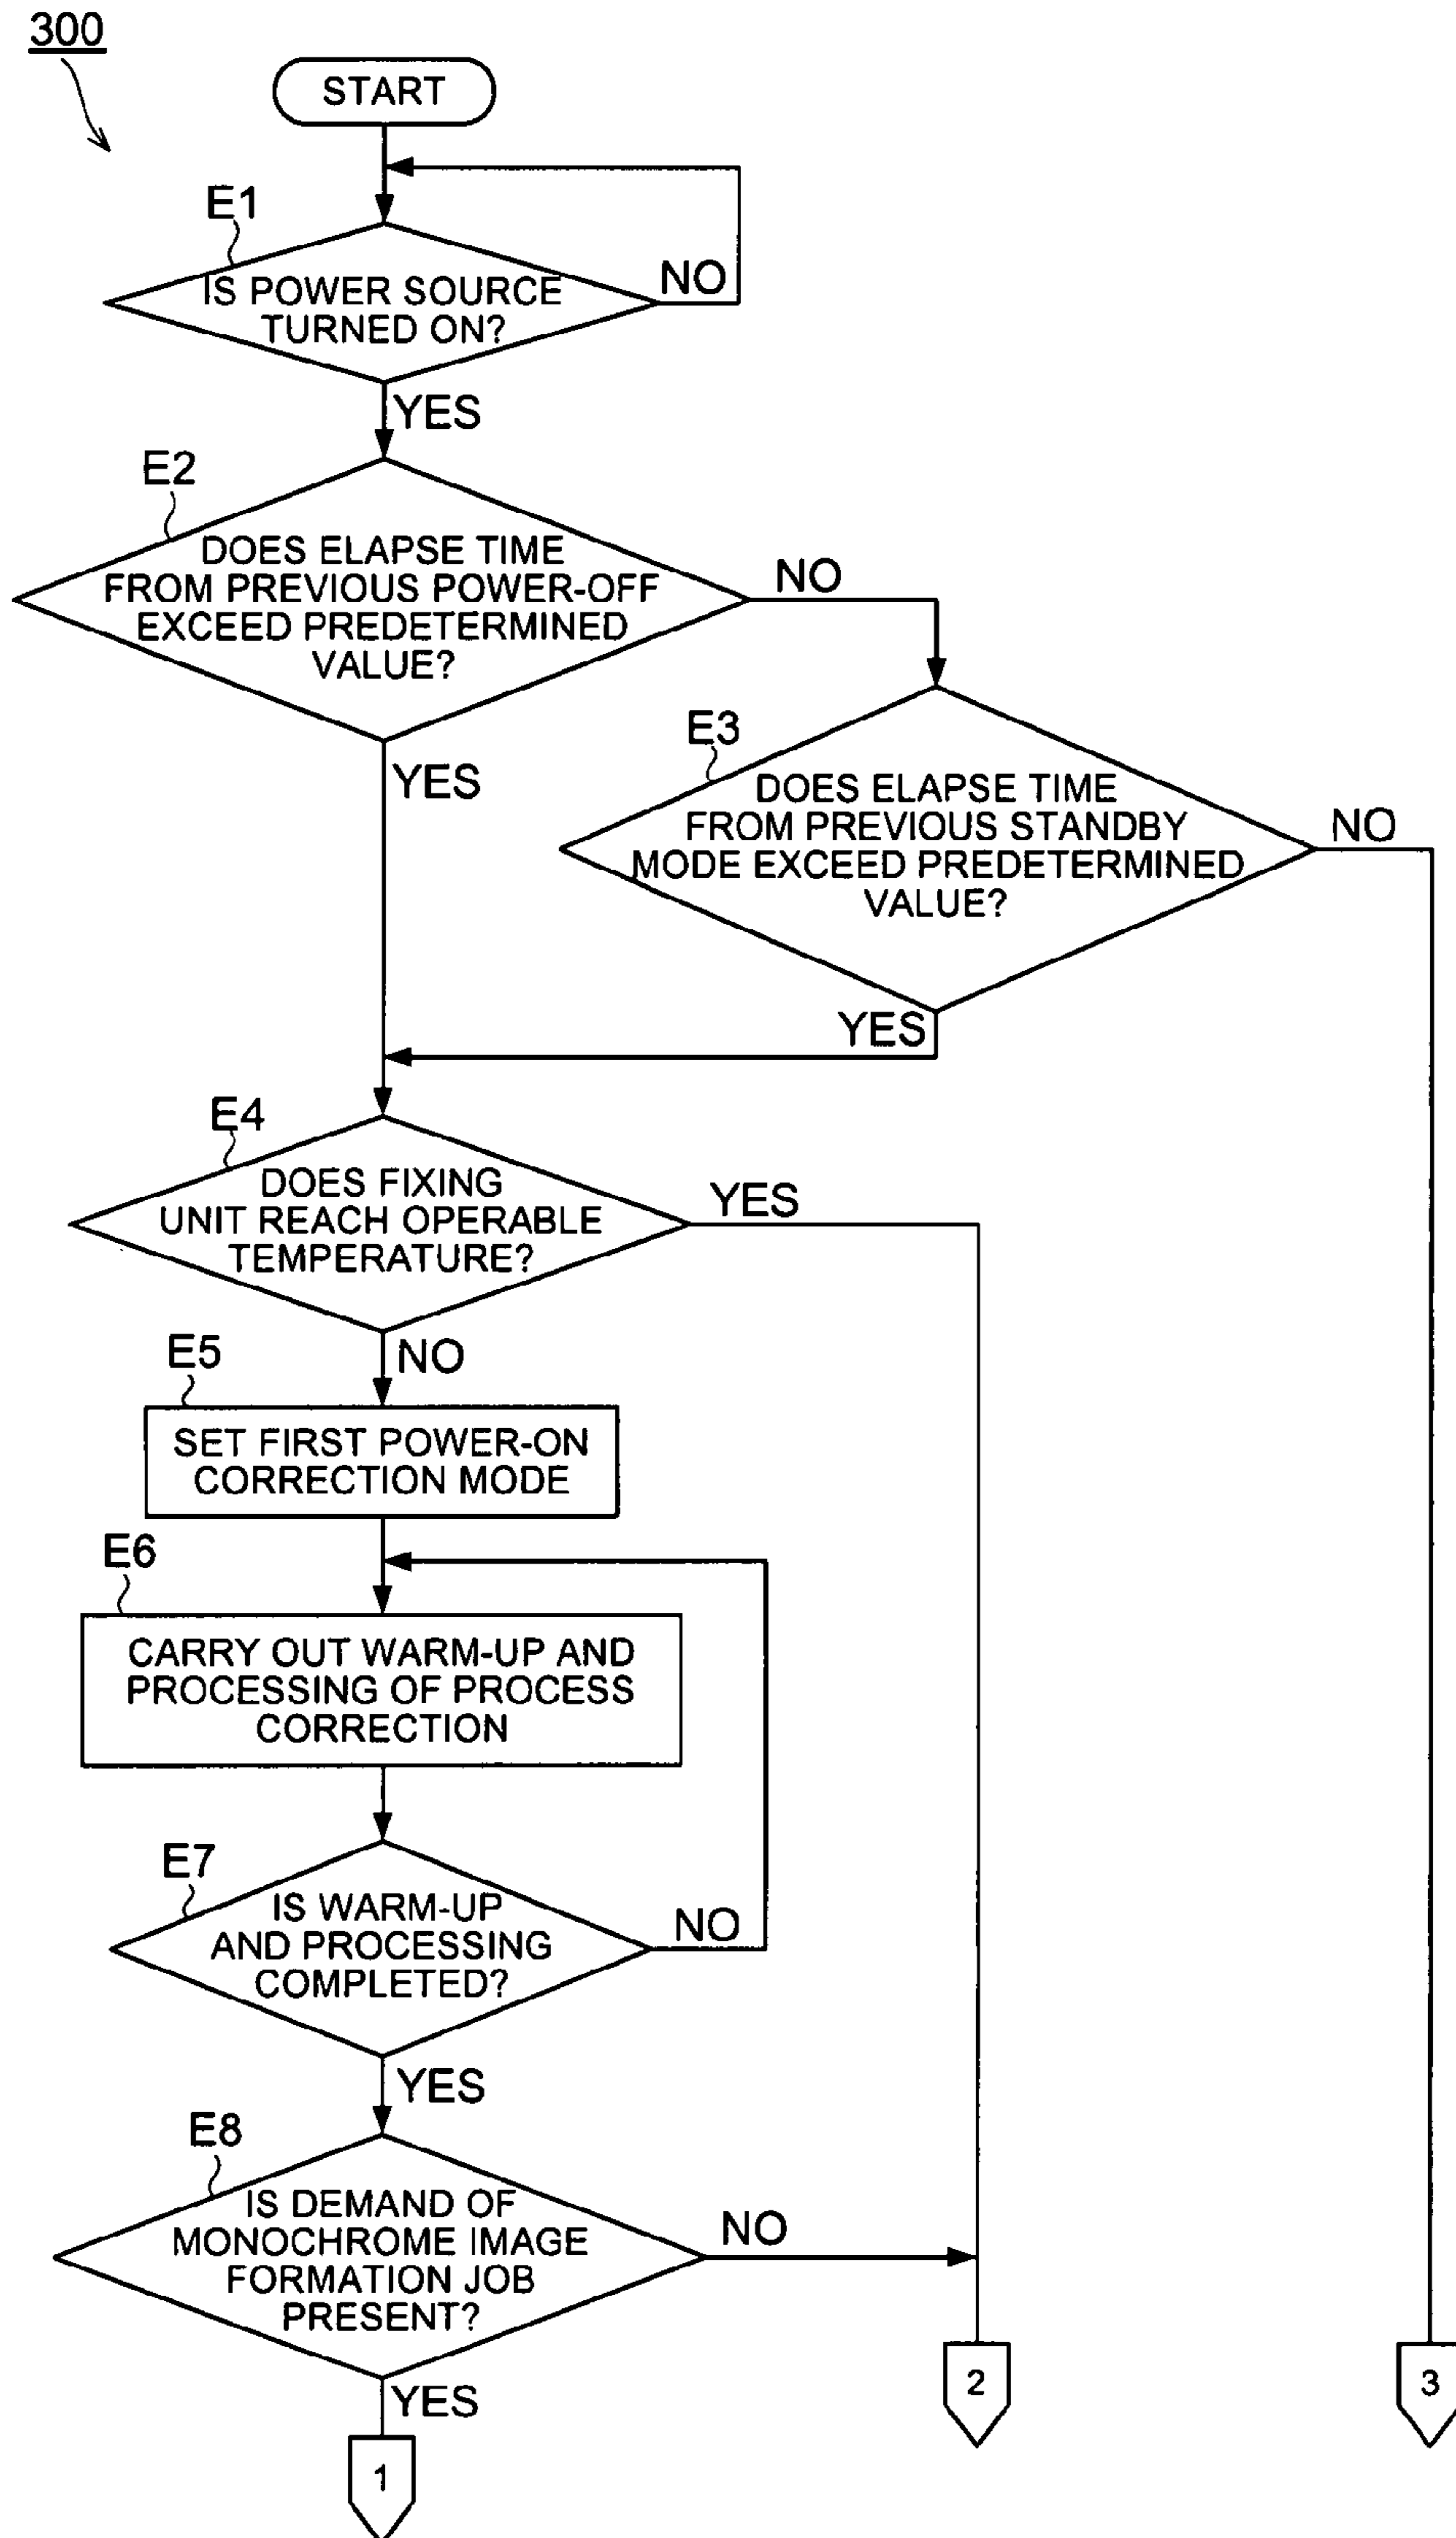 300
START
E1
IS POWER SOURCE
TURNED ON?
NO
YES
E2
DOES ELAPSE TIME
FROM PREVIOUS POWER-OFF
EXCEED PREDETERMINED
VALUE?
NO
YES
E3
DOES ELAPSE TIME
FROM PREVIOUS STANDBY
MODE EXCEED PREDETERMINED
VALUE?
NO
YES
E4
DOES FIXING
UNIT REACH OPERABLE
TEMPERATURE?
YES
NO
E5
SET FIRST POWER-ON
CORRECTION MODE
E6
CARRY OUT WARM-UP AND
PROCESSING OF PROCESS
CORRECTION
E7
IS WARM-UP
AND PROCESSING
COMPLETED?
NO
YES
E8
IS DEMAND OF
MONOCHROME IMAGE
FORMATION JOB
PRESENT?
NO
YES
2
3
1